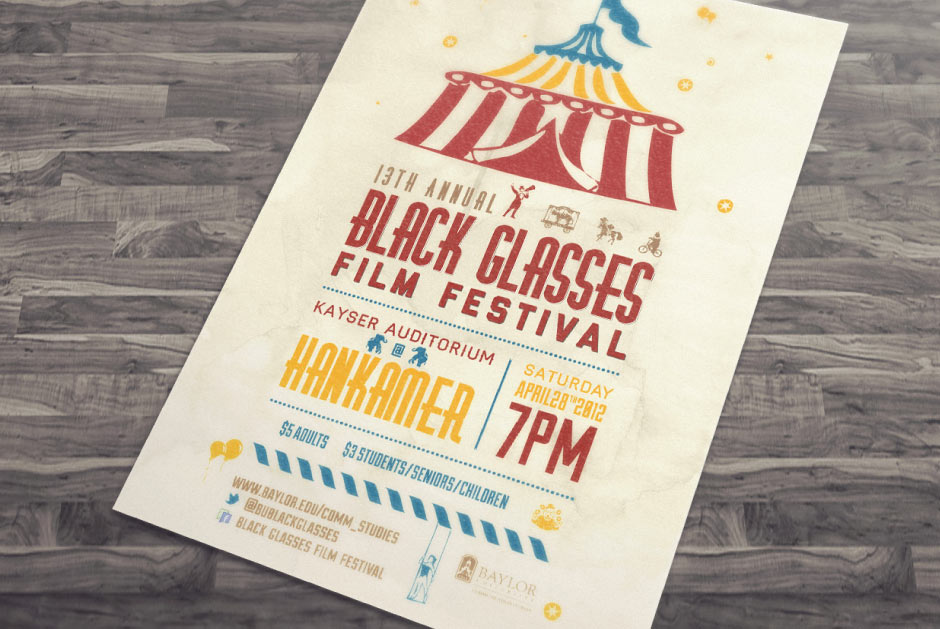 13TH ANNUAL
BLACK GLASSES
FILM FESTIVAL
KAYSER AUDITORIUM
@
HANKAMER
SATURDAY
APRIL 28TH 2012
7PM
$5 ADULTS $3 STUDENTS/SENIORS/CHILDREN
WWW.BAYLOR.EDU/COMM_STUDIES
@BUBLACKGLASSES
BLACK GLASSES FILM FESTIVAL
BAYLOR